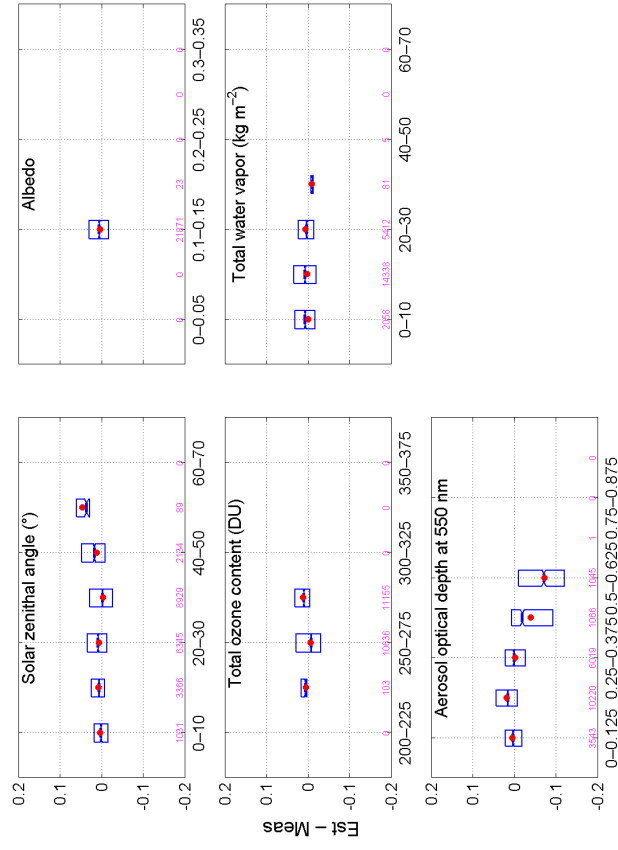 Solar zenithal angle (°)
0.2
0.1
0
−0.1
−0.2
1031 3366 6345 8929 2134 89 0
0−10 20−30 40−50 60−70
Albedo
0 0 21871 23 0 0 0
0−0.05 0.1−0.15 0.2−0.25 0.3−0.35
Est − Meas
Total ozone content (DU)
0.2
0.1
0
−0.1
−0.2
0 103 10636 11155 0 0 0
200−225 250−275 300−325 350−375
Total water vapor (kg m−2)
2058 14338 5412 81 5 0 0
0−10 20−30 40−50 60−70
Aerosol optical depth at 550 nm
0.2
0.1
0
−0.1
−0.2
3543 10220 6019 1066 1045 1 0 0
0−0.125 0.25−0.375 0.5−0.625 0.75−0.875